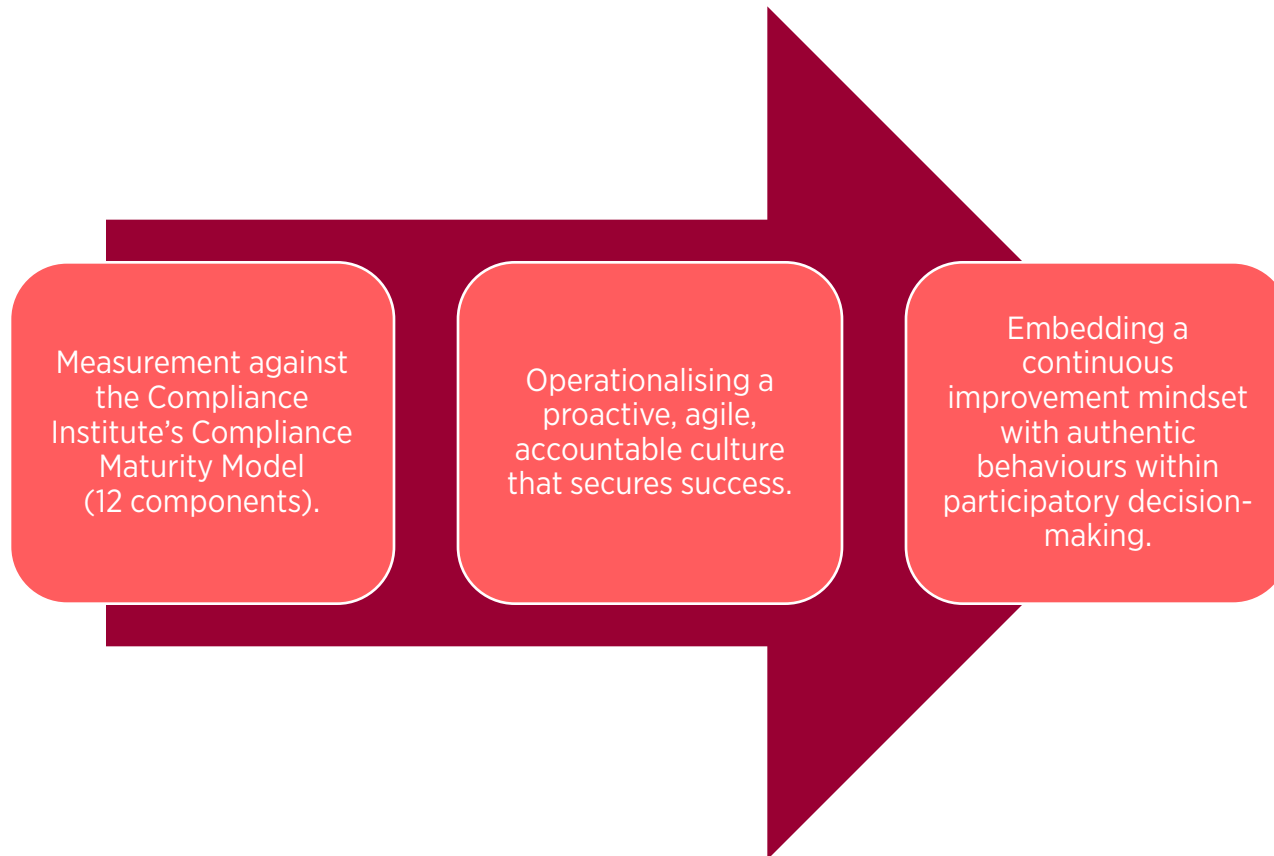 Measurement against
the Compliance
Institute’s Compliance
Maturity Model
(12 components).
Operationalising a
proactive, agile,
accountable culture
that secures success.
Embedding a
continuous
improvement mindset
with authentic
behaviours within
participatory decision-
making.